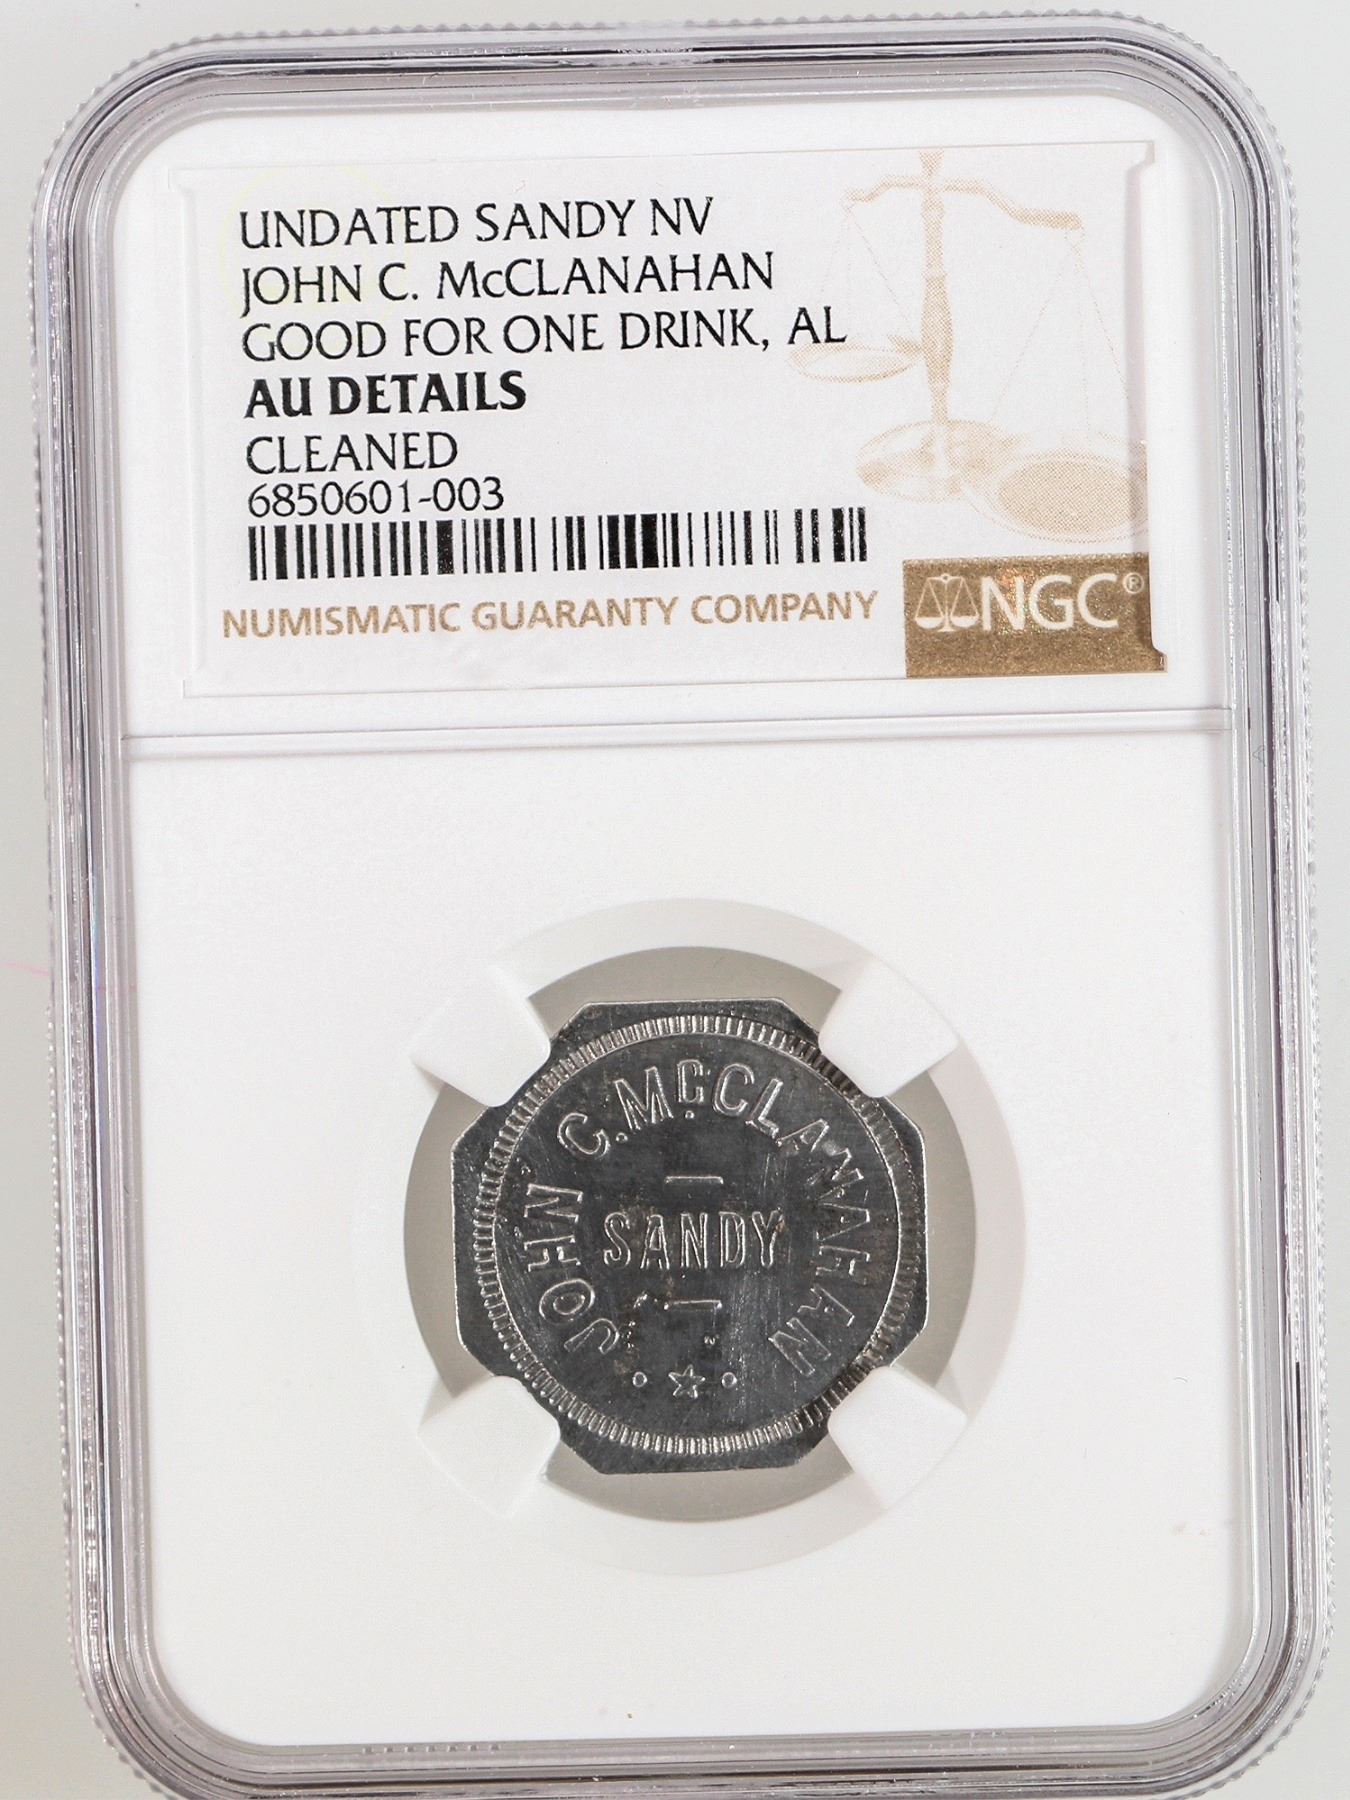 UNDATED SANDY NV
JOHN C. McCLANAHAN
GOOD FOR ONE DRINK, AL
AU DETAILS
CLEANED
6850601-003
NUMISMATIC GUARANTY COMPANY
NGC®
JOHN C. McCLANAHAN
SANDY